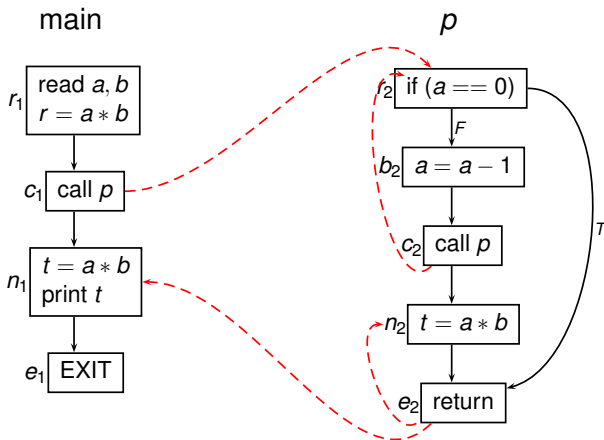 main
r1
read a, b
r = a ∗ b
c1
call p
n1
t = a ∗ b
print t
e1
EXIT
p
r2
if (a == 0)
F
T
b2
a = a − 1
c2
call p
n2
t = a ∗ b
e2
return